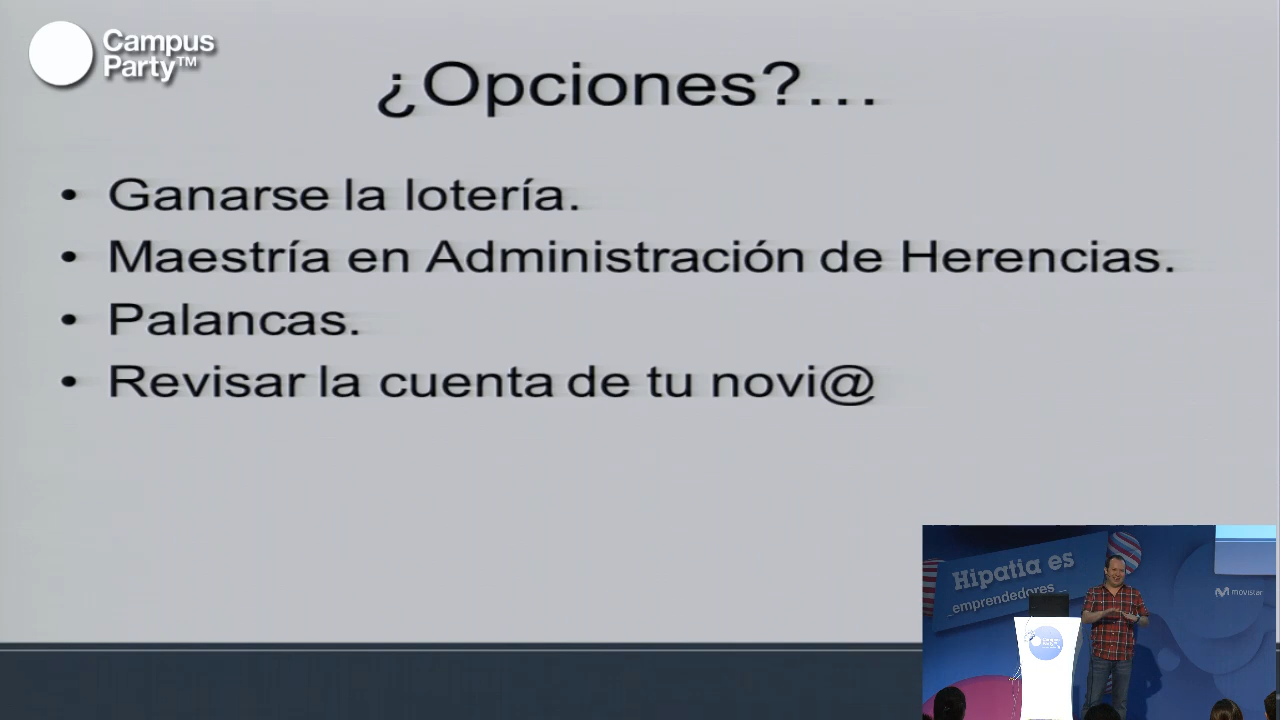 Campus
Party™
¿Opciones?...
• Ganarse la lotería.
• Maestría en Administración de Herencias.
• Palancas.
• Revisar la cuenta de tu novi@
Hipatia es
_emprendedores_
movistar